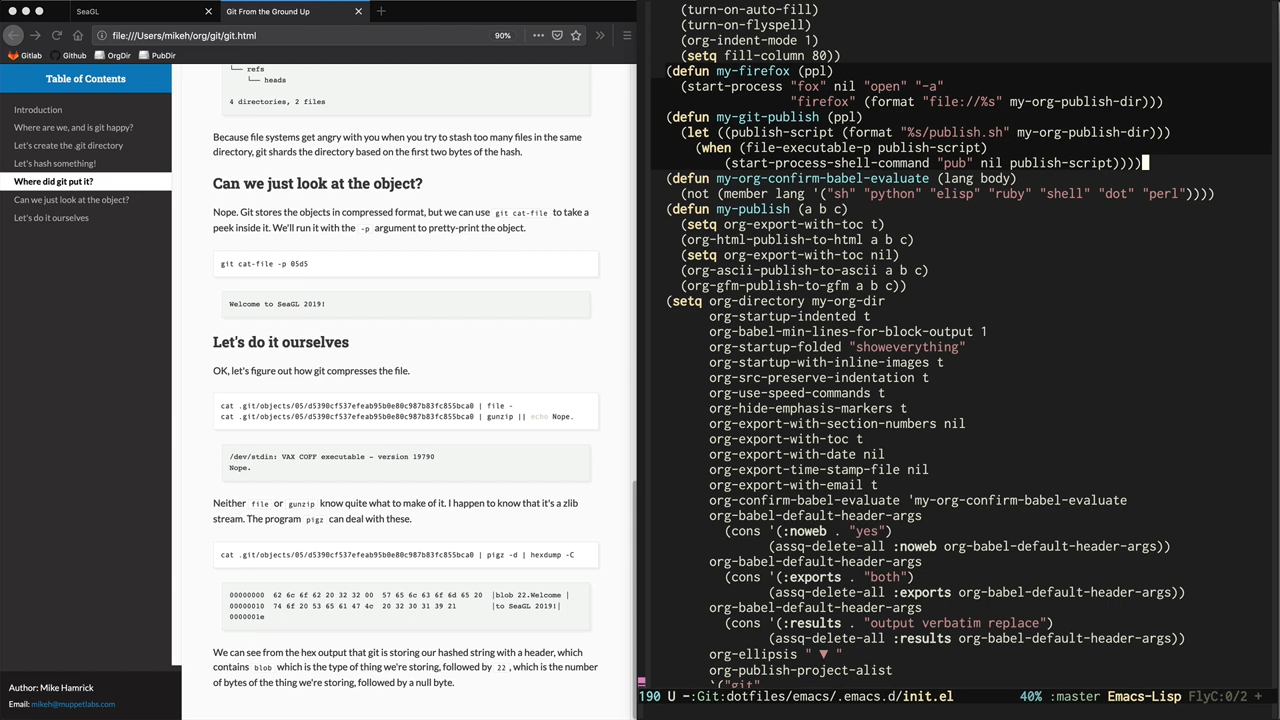 SeaGL
Git From the Ground Up
file:///Users/mikeh/org/git/git.html
90%
Gitlab
Github
OrgDir
PubDir
Table of Contents
Introduction
Where are we, and is git happy?
Let's create the .git directory
Let's hash something!
Where did git put it?
Can we just look at the object?
Let's do it ourselves
Author: Mike Hamrick
Email: mikeh@muppetlabs.com
└── refs
└── heads
4 directories, 2 files
Because file systems get angry with you when you try to stash too many files in the same
directory, git shards the directory based on the first two bytes of the hash.
Can we just look at the object?
Nope. Git stores the objects in compressed format, but we can use git cat-file to take a
peek inside it. We'll run it with the -p argument to pretty-print the object.
git cat-file -p 05d5
Welcome to SeaGL 2019!
Let's do it ourselves
OK, let's figure out how git compresses the file.
cat .git/objects/05/d5390cf537efeab95b0e80c987b83fc855bca0 | file -
cat .git/objects/05/d5390cf537efeab95b0e80c987b83fc855bca0 | gunzip || echo Nope.
/dev/stdin: VAX COFF executable - version 19790
Nope.
Neither file or gunzip know quite what to make of it. I happen to know that it's a zlib
stream. The program pigz can deal with these.
cat .git/objects/05/d5390cf537efeab95b0e80c987b83fc855bca0 | pigz -d | hexdump -C
00000000  62 6c 6f 62 20 32 32 00  57 65 6c 63 6f 6d 65 20  |blob 22.Welcome |
00000010  74 6f 20 53 65 61 47 4c  20 32 30 31 39 21        |to SeaGL 2019!|
0000001e
We can see from the hex output that git is storing our hashed string with a header, which
contains blob which is the type of thing we're storing, followed by 22 , which is the number
of bytes of the thing we're storing, followed by a null byte.
(turn-on-auto-fill)
(turn-on-flyspell)
(org-indent-mode 1)
(setq fill-column 80))
(defun my-firefox (ppl)
(start-process "fox" nil "open" "-a"
"firefox" (format "file://%s" my-org-publish-dir)))
(defun my-git-publish (ppl)
(let ((publish-script (format "%s/publish.sh" my-org-publish-dir)))
(when (file-executable-p publish-script)
(start-process-shell-command "pub" nil publish-script))))
(defun my-org-confirm-babel-evaluate (lang body)
(not (member lang '("sh" "python" "elisp" "ruby" "shell" "dot" "perl"))))
(defun my-publish (a b c)
(setq org-export-with-toc t)
(org-html-publish-to-html a b c)
(setq org-export-with-toc nil)
(org-ascii-publish-to-ascii a b c)
(org-gfm-publish-to-gfm a b c))
(setq org-directory my-org-dir
org-startup-indented t
org-babel-min-lines-for-block-output 1
org-startup-folded "showeverything"
org-startup-with-inline-images t
org-src-preserve-indentation t
org-use-speed-commands t
org-hide-emphasis-markers t
org-export-with-section-numbers nil
org-export-with-toc t
org-export-with-date nil
org-export-time-stamp-file nil
org-export-with-email t
org-confirm-babel-evaluate 'my-org-confirm-babel-evaluate
org-babel-default-header-args
(cons '(:noweb . "yes")
(assq-delete-all :noweb org-babel-default-header-args))
org-babel-default-header-args
(cons '(:exports . "both")
(assq-delete-all :exports org-babel-default-header-args))
org-babel-default-header-args
(cons '(:results . "output verbatim replace")
(assq-delete-all :results org-babel-default-header-args))
org-ellipsis " ▼ "
org-publish-project-alist
'("git"
190 U -:Git:dotfiles/emacs/.emacs.d/init.el 40% :master Emacs-Lisp FlyC:0/2 +